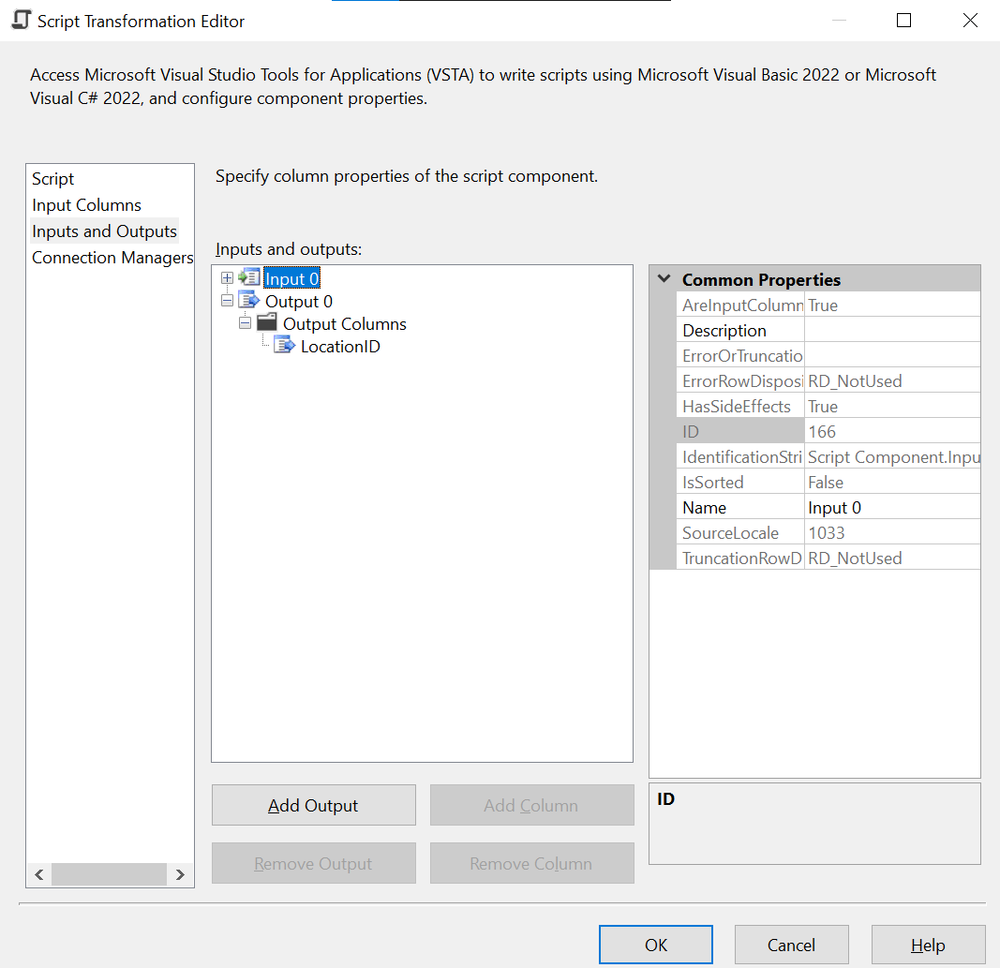 Script Transformation Editor
Access Microsoft Visual Studio Tools for Applications (VSTA) to write scripts using Microsoft Visual Basic 2022 or Microsoft
Visual C# 2022, and configure component properties.
Script
Input Columns
Inputs and Outputs
Connection Managers
Specify column properties of the script component.
Inputs and outputs:
Input 0
Output 0
Output Columns
LocationID
Common Properties
AreInputColumn True
Description
ErrorOrTruncatio
ErrorRowDisposi RD_NotUsed
HasSideEffects True
ID 166
IdentificationStri Script Component.Inpu
IsSorted False
Name Input 0
SourceLocale 1033
TruncationRowD RD_NotUsed
ID
Add Output
Add Column
Remove Output
Remove Column
OK
Cancel
Help